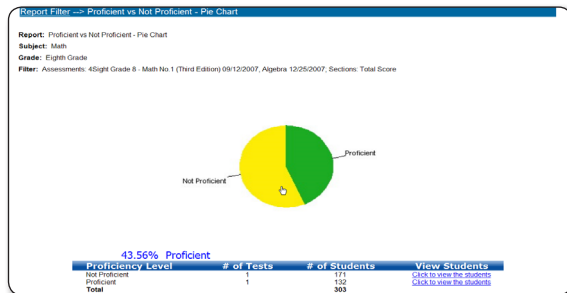 Report Filter --> Proficient vs Not Proficient - Pie Chart
Report: Proficient vs Not Proficient - Pie Chart
Subject: Math
Grade: Eighth Grade
Filter: Assessments: 4Sight Grade 8 - Math No.1 (Third Edition) 09/12/2007, Algebra 12/25/2007, Sections: Total Score
Proficient
Not Proficient
43.56% Proficient
Proficiency Level # of Tests # of Students View Students
Not Proficient 1 171 Click to view the students
Proficient 1 132 Click to view the students
Total 303